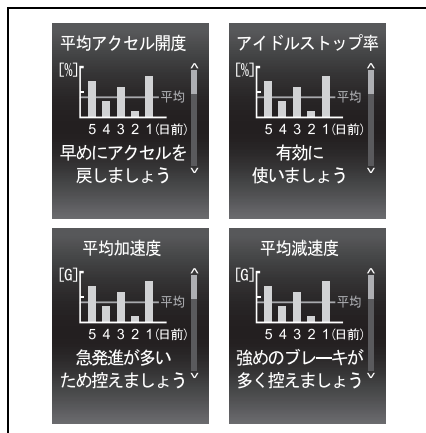 平均アクセル開度
[%]
平均
5 4 3 2 1(日前)
早めにアクセルを
戻しましょう
アイドルストップ率
[%]
平均
5 4 3 2 1(日前)
有効に
使いましょう
平均加速度
[G]
平均
5 4 3 2 1(日前)
急発進が多い
ため控えましょう
平均減速度
[G]
平均
5 4 3 2 1(日前)
強めのブレーキが
多く控えましょう